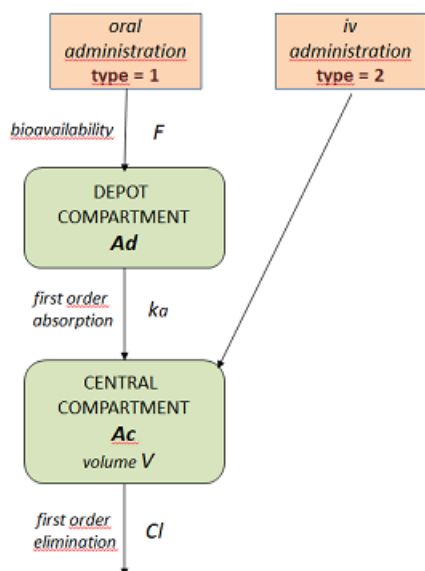 oral
administration
type = 1
iv
administration
type = 2
bioavailability
F
DEPOT
COMPARTMENT
Ad
first order
absorption
ka
CENTRAL
COMPARTMENT
Ac
volume V
first order
elimination
Cl